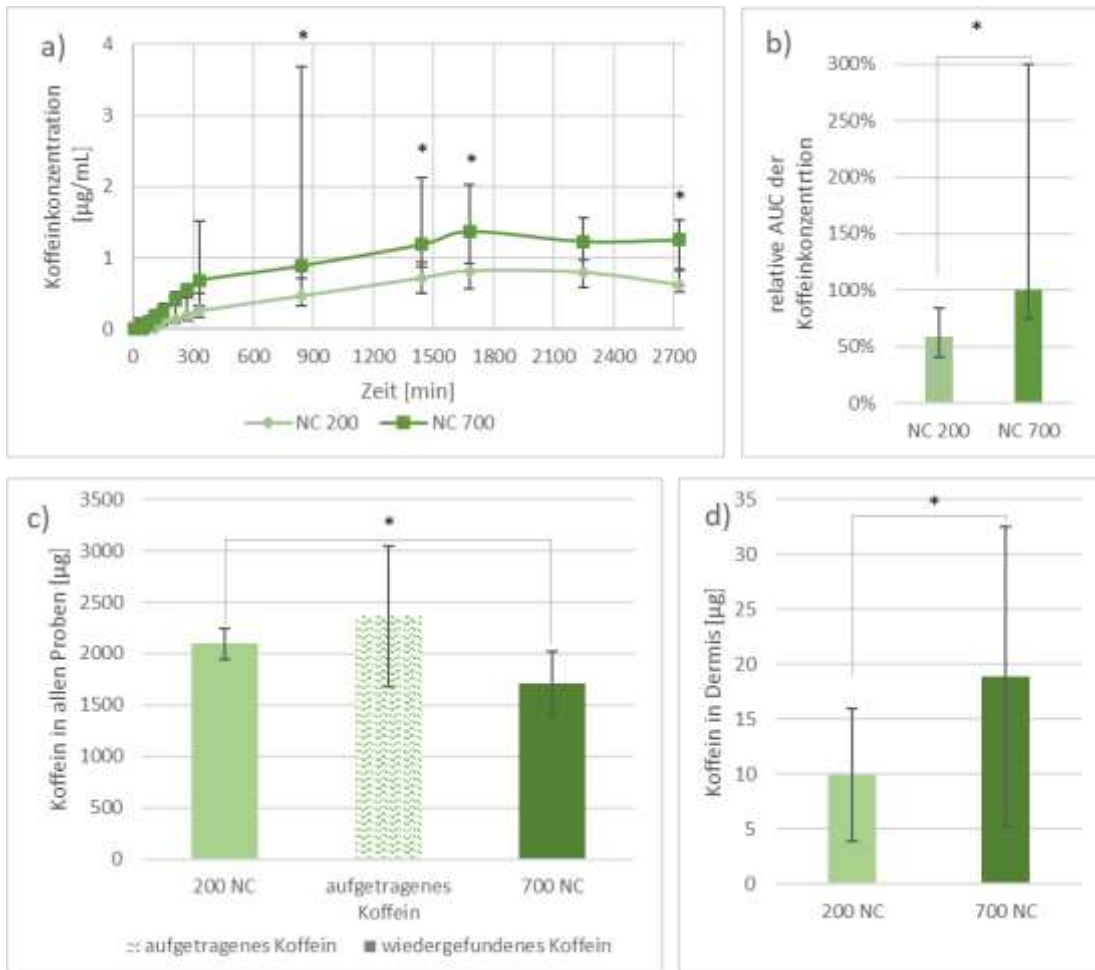 a)
*
*
*
*
Koffeinkonzentration
[µg/mL]
4
3
2
1
0
0 300 600 900 1200 1500 1800 2100 2400 2700
Zeit [min]
NC 200 NC 700
b)
*
relative AUC der
Koffeinkonzentrtion
300%
250%
200%
150%
100%
50%
0%
NC 200 NC 700
c)
*
Koffein in allen Proben [µg]
3500
3000
2500
2000
1500
1000
500
0
200 NC aufgetragenes 700 NC
Koffein
aufgetragenes Koffein wiedergefundenes Koffein
d)
*
Koffein in Dermis [µg]
35
30
25
20
15
10
5
0
200 NC 700 NC